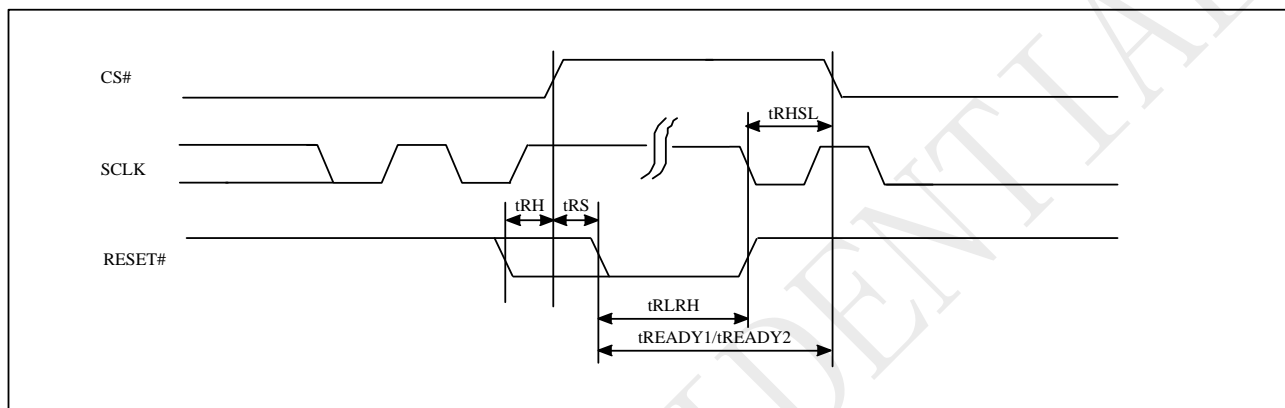 CS#
tRHSL
SCLK
tRH
tRS
RESET#
tRLRH
tREADY1/tREADY2